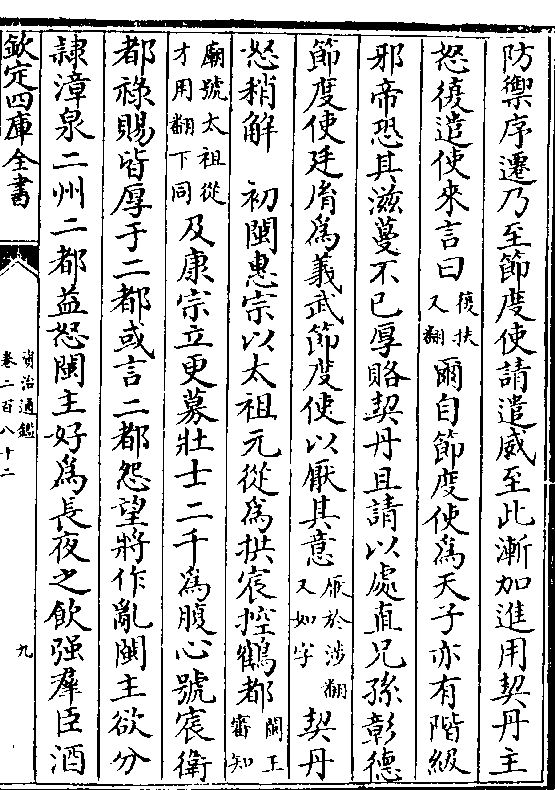 防禦序遷乃至節度使請遣威至此漸加進用契丹主
怒復遣使來言曰復扶又翻爾自節度使為天子亦有階級
邪帝恐其滋蔓不已厚賂契丹且請以處直兄孫彰德
節度使廷𦙍為義武節度使以厭其意厭於涉翻又如字契丹
怒稍解　初閩惠宗以太祖元從為拱宸控鶴都閩王審知
廟號太祖從才用翻下同及康宗立更募壯士二千為腹心號宸衛
都祿賜皆厚于二都或言二都怨望將作亂閩主欲分
隸漳泉二州二都益怒閩主好為長夜之飲强羣臣酒
欽定四庫全書
資治通鑑
卷二百八十二
九